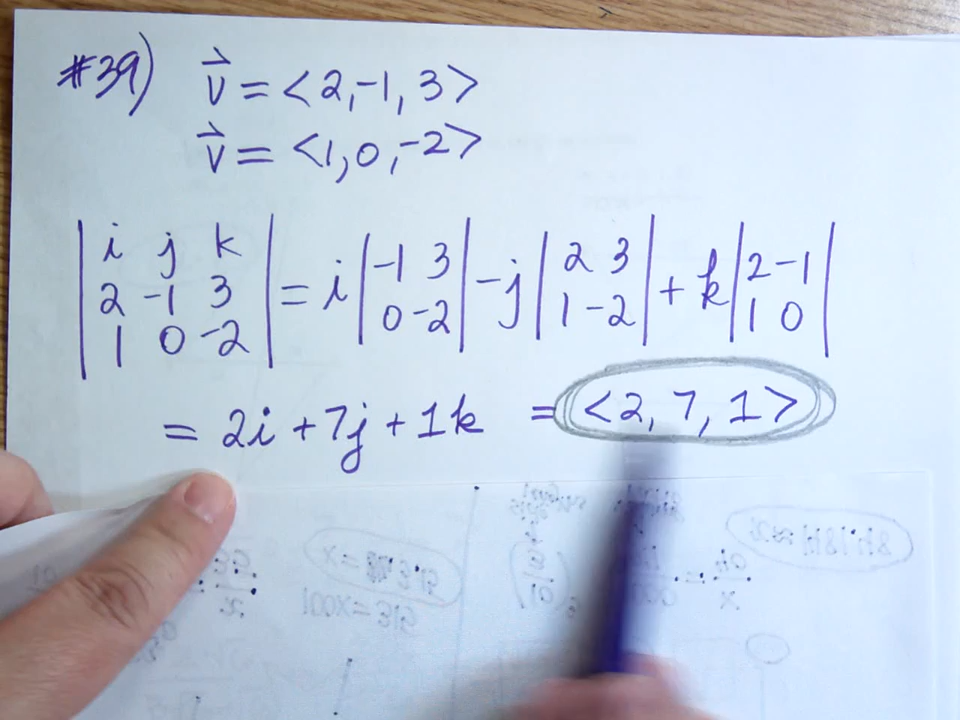 #39) v⃗ = <2,-1,3>
v⃗ = <1,0,-2>
|i j k| = i |-1 3| - j |2 3| + k |2 -1|
|2 -1 3| |0 -2| |1 -2| |1 0|
|1 0 -2|
= 2i + 7j + 1k = <2, 7, 1>